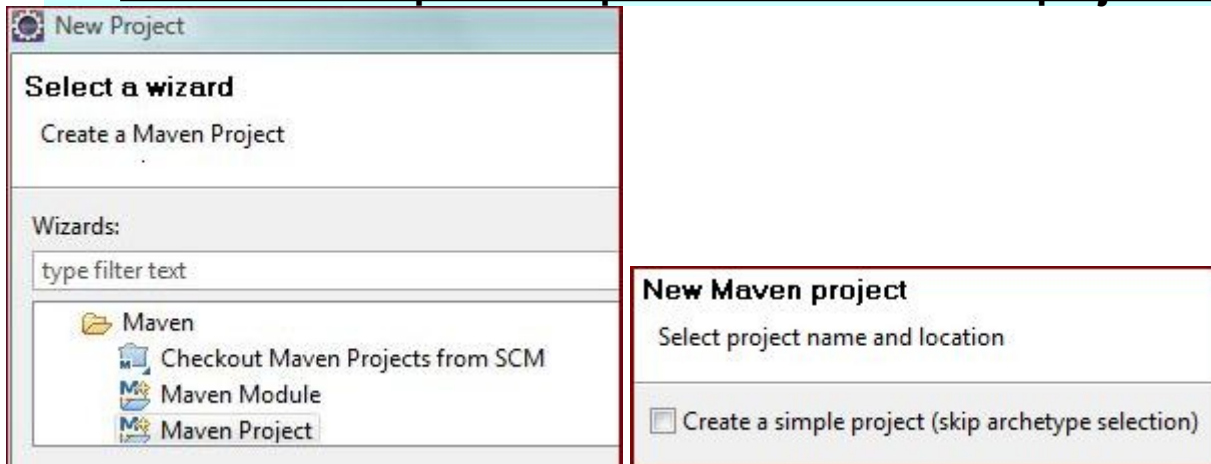 New Project
Select a wizard
Create a Maven Project
Wizards:
type filter text
Maven
Checkout Maven Projects from SCM
Maven Module
Maven Project
New Maven project
Select project name and location
Create a simple project (skip archetype selection)